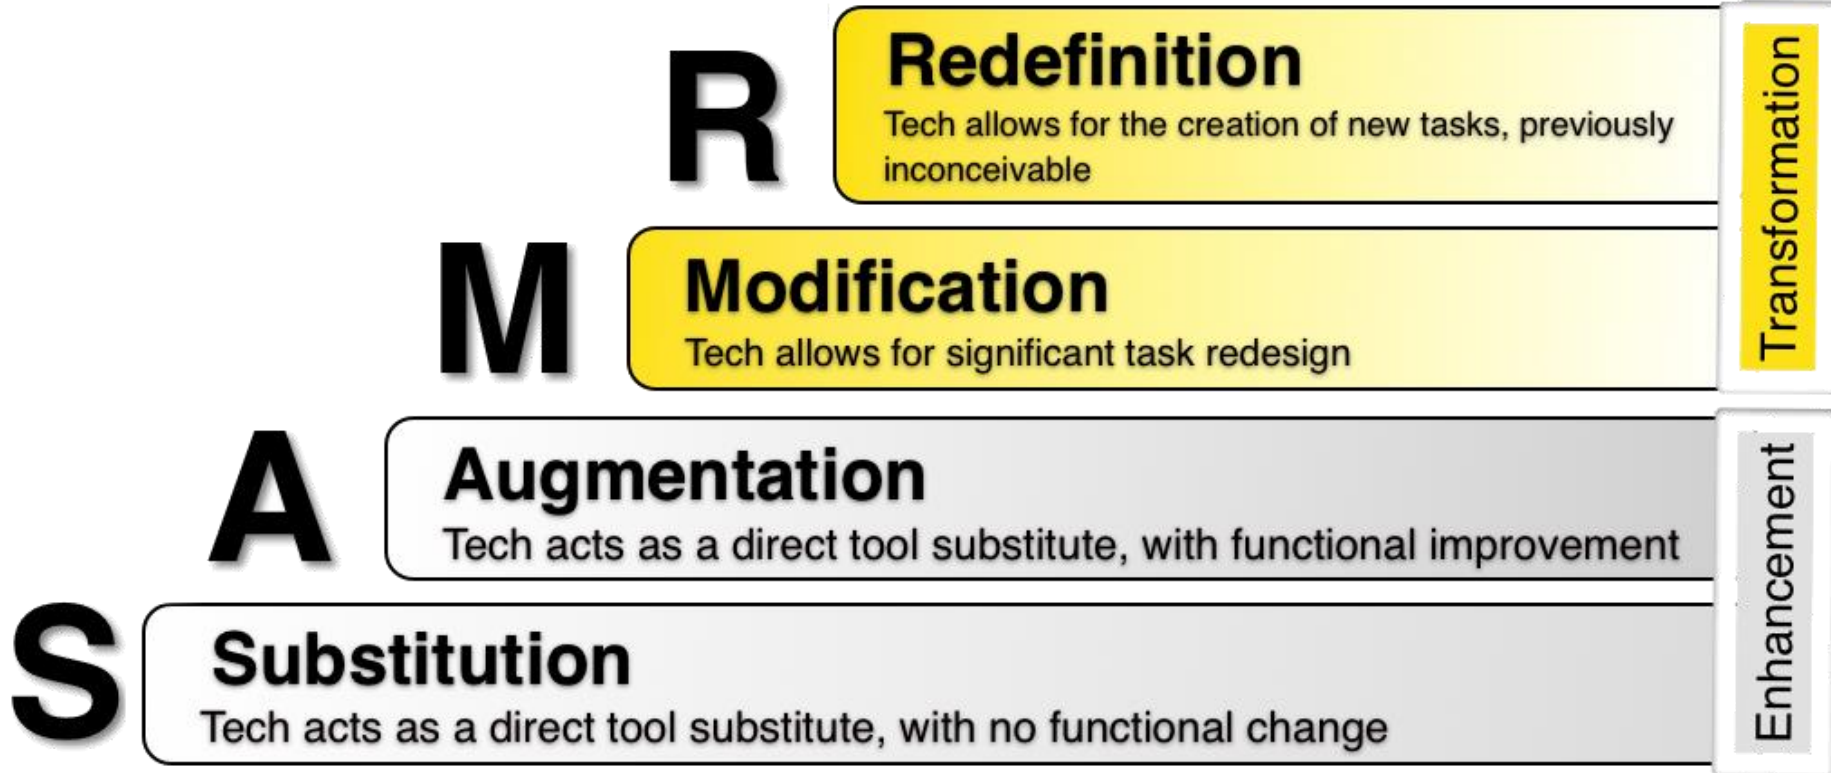 R
Redefinition
Tech allows for the creation of new tasks, previously
inconceivable
M
Modification
Tech allows for significant task redesign
Transformation
A
Augmentation
Tech acts as a direct tool substitute, with functional improvement
S
Substitution
Tech acts as a direct tool substitute, with no functional change
Enhancement